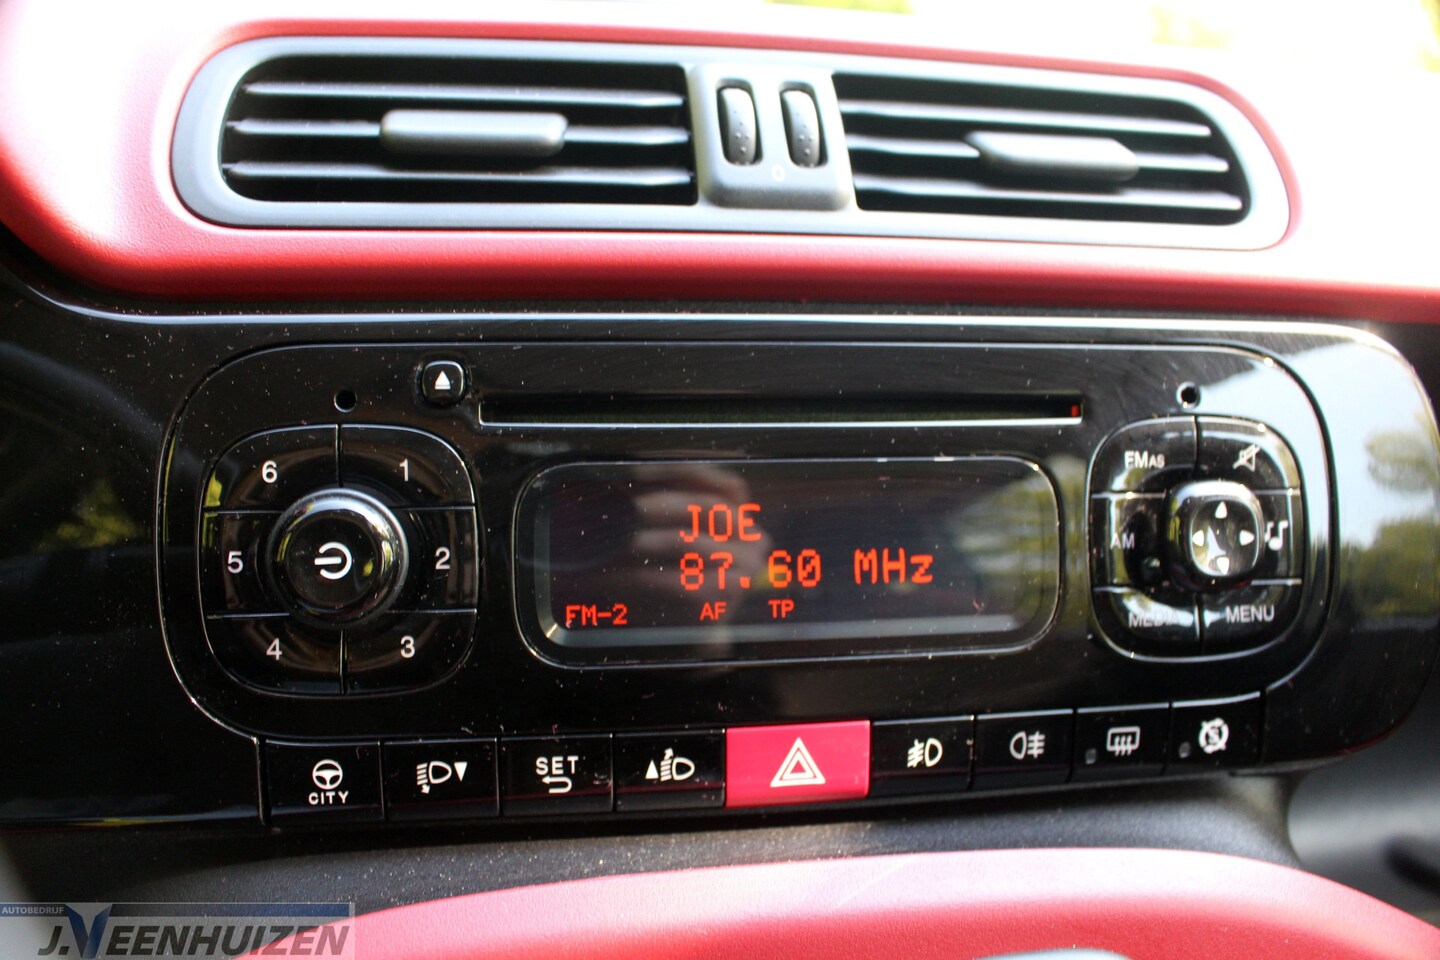 0
6 1
5 2
4 3
JOE
87.60 MHz
FM-2 AF TP
FMAS
AM
MEDIA MENU
CITY
SET
AUTOBEDRIJF
J.VEENHUIZEN